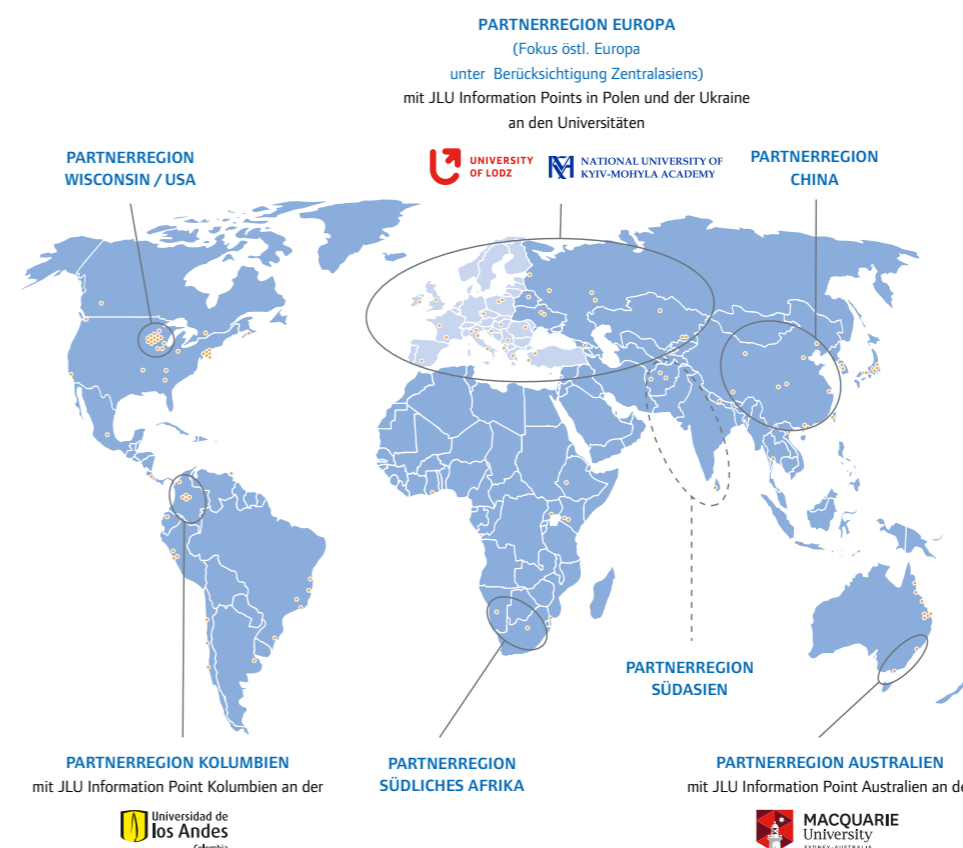 PARTNERREGION EUROPA
(Fokus östl. Europa
unter Berücksichtigung Zentralasiens)
mit JLU Information Points in Polen und der Ukraine
an den Universitäten
UNIVERSITY
OF LODZ
NATIONAL UNIVERSITY OF
KYIV-MOHYLA ACADEMY
PARTNERREGION
WISCONSIN / USA
PARTNERREGION
CHINA
PARTNERREGION
SÜDASIEN
PARTNERREGION KOLUMBIEN
mit JLU Information Point Kolumbien an der
Universidad de
los Andes
Colombia
PARTNERREGION
SÜDLICHES AFRIKA
PARTNERREGION AUSTRALIEN
mit JLU Information Point Australien an de
MACQUARIE
University
SYDNEY·AUSTRALIA